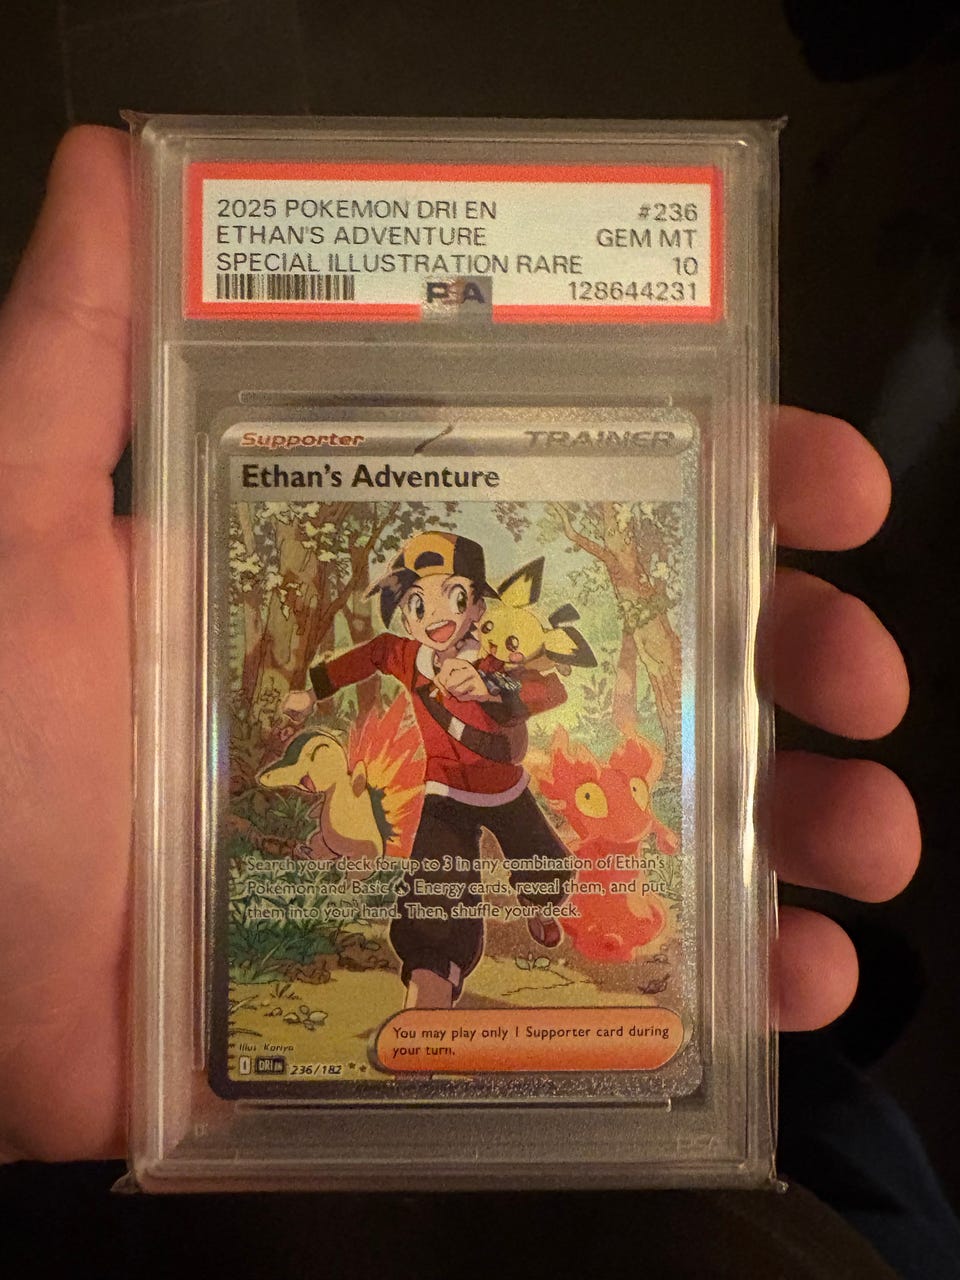 2025 POKEMON DRI EN #236
ETHAN'S ADVENTURE GEM MT
SPECIAL ILLUSTRATION RARE 10
PSA 128644231
Supporter TRAINER
Ethan's Adventure
Search your deck for up to 3 in any combination of Ethan's
Pokémon and Basic Energy cards, reveal them, and put
them into your hand. Then, shuffle your deck.
You may play only 1 Supporter card during
your turn.
Illus. Kariya
I DRI EN 236/182 ★★